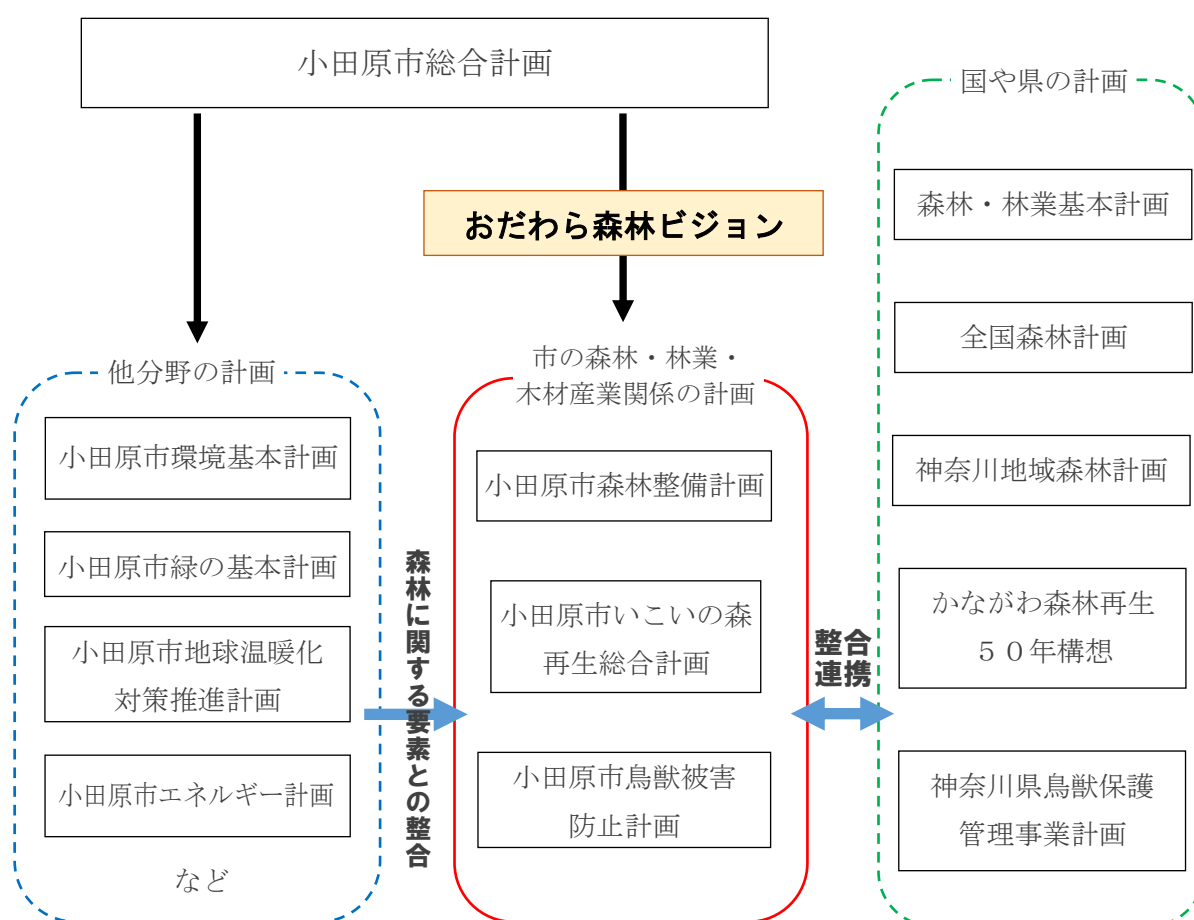 小田原市総合計画
おだわら森林ビジョン
他分野の計画
小田原市環境基本計画
小田原市緑の基本計画
小田原市地球温暖化
対策推進計画
小田原市エネルギー計画
など
森林に関する要素との整合
市の森林・林業・
木材産業関係の計画
小田原市森林整備計画
小田原市いこいの森
再生総合計画
小田原市鳥獣被害
防止計画
整合
連携
国や県の計画
森林・林業基本計画
全国森林計画
神奈川地域森林計画
かながわ森林再生
５０年構想
神奈川県鳥獣保護
管理事業計画